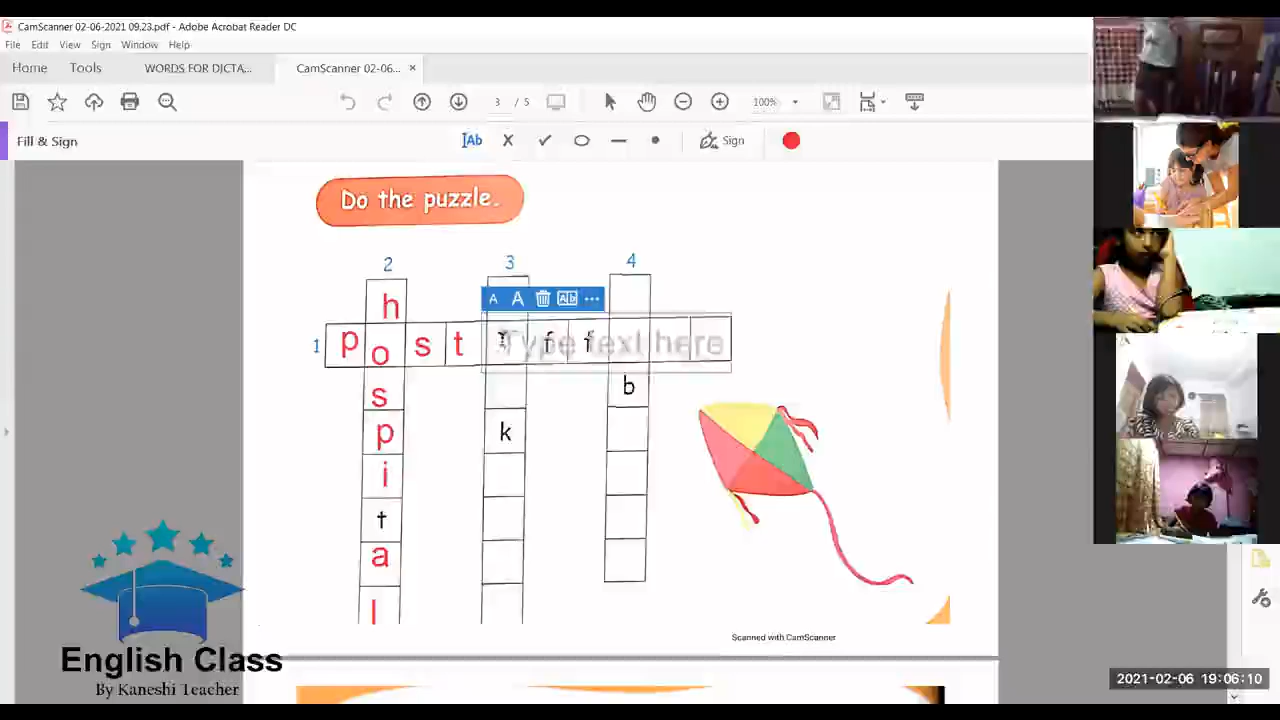 CamScanner 02-06-2021 09.23.pdf - Adobe Acrobat Reader DC
File Edit View Sign Window Help
Home Tools WORDS FOR DICTA... CamScanner 02-06... ×
3 / 5 100%
Fill & Sign IAb Sign
Do the puzzle.
2 3 4
h
A A Ab ...
1 p o s t f f
Type text here
s b
p k
i
t
a
l
Scanned with CamScanner
English Class
By Kaneshi Teacher
2021-02-06 19:06:10